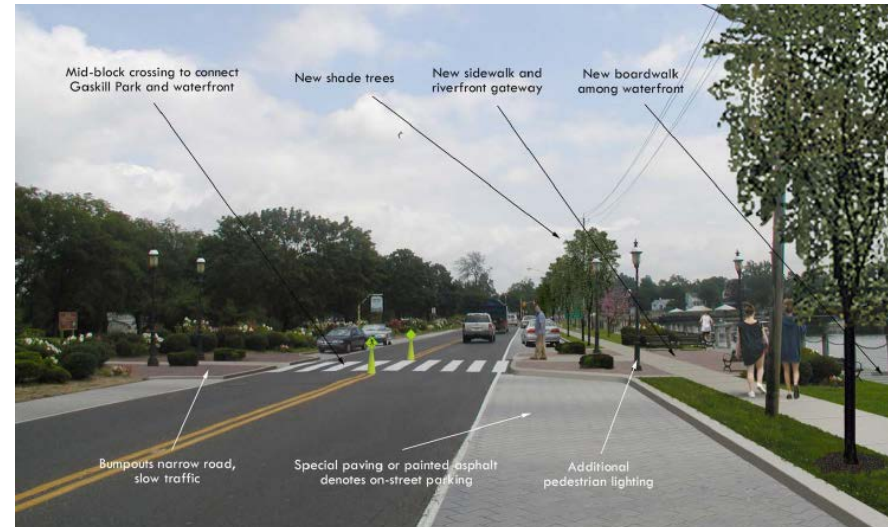 Mid-block crossing to connect
Gaskill Park and waterfront
New shade trees
New sidewalk and
riverfront gateway
New boardwalk
among waterfront
Bumpouts narrow road,
slow traffic
Special paving or painted asphalt
denotes on-street parking
Additional
pedestrian lighting